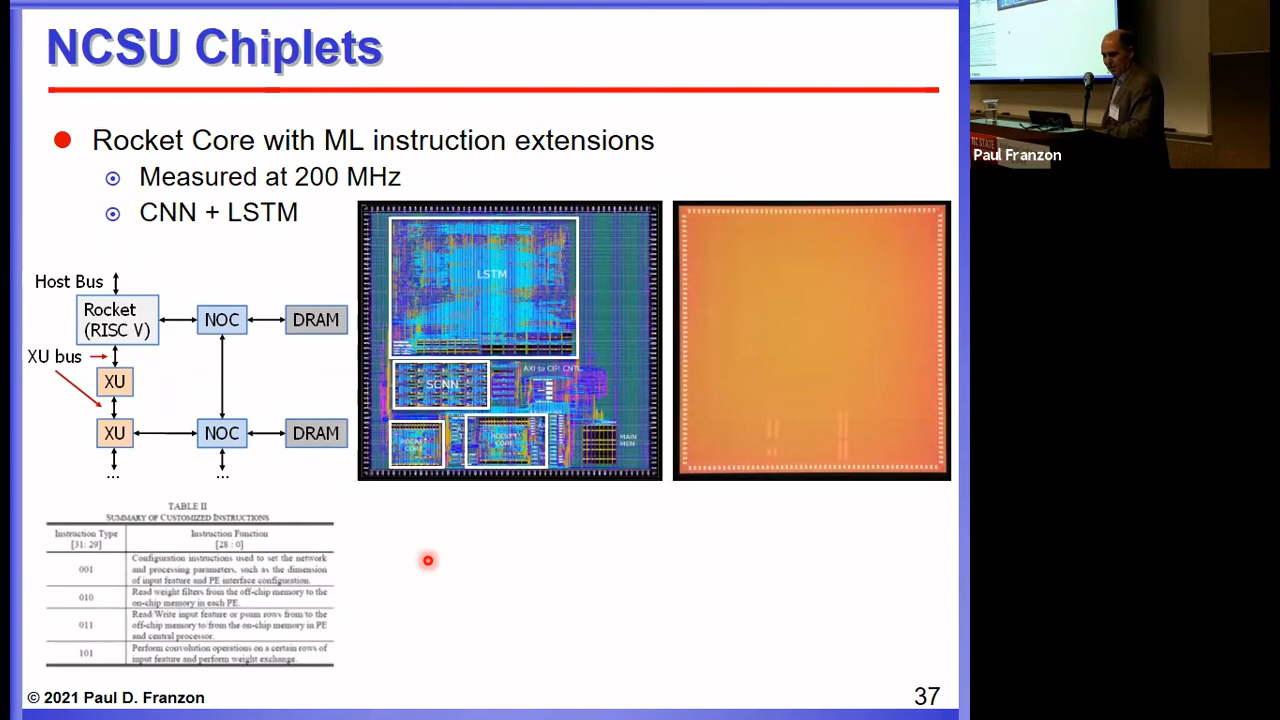 NCSU Chiplets
Rocket Core with ML instruction extensions
Measured at 200 MHz
CNN + LSTM
Host Bus
Rocket
(RISC V)
NOC
DRAM
XU bus
XU
XU
NOC
DRAM
...
...
LSTM
SCNN
AXI to CIFI CNTL
ROCKET
CORE
ROCKET
CORE
MAIN
MEM
TABLE II
SUMMARY OF CUSTOMIZED INSTRUCTIONS
Instruction Type
[31: 29]
Instruction Function
[28 : 0]
001
Configuration instructions used to set the network
and processing parameters, such as the dimension
of input feature and PE interface configuration.
010
Read weight filters from the off-chip memory to the
on-chip memory in each PE.
011
Read/Write input feature or psum rows from/to the
off-chip memory to/from the on-chip memory in PE
and central processor.
101
Perform convolution operations on a certain rows of
input feature and perform weight exchange.
© 2021 Paul D. Franzon
37
Paul Franzon